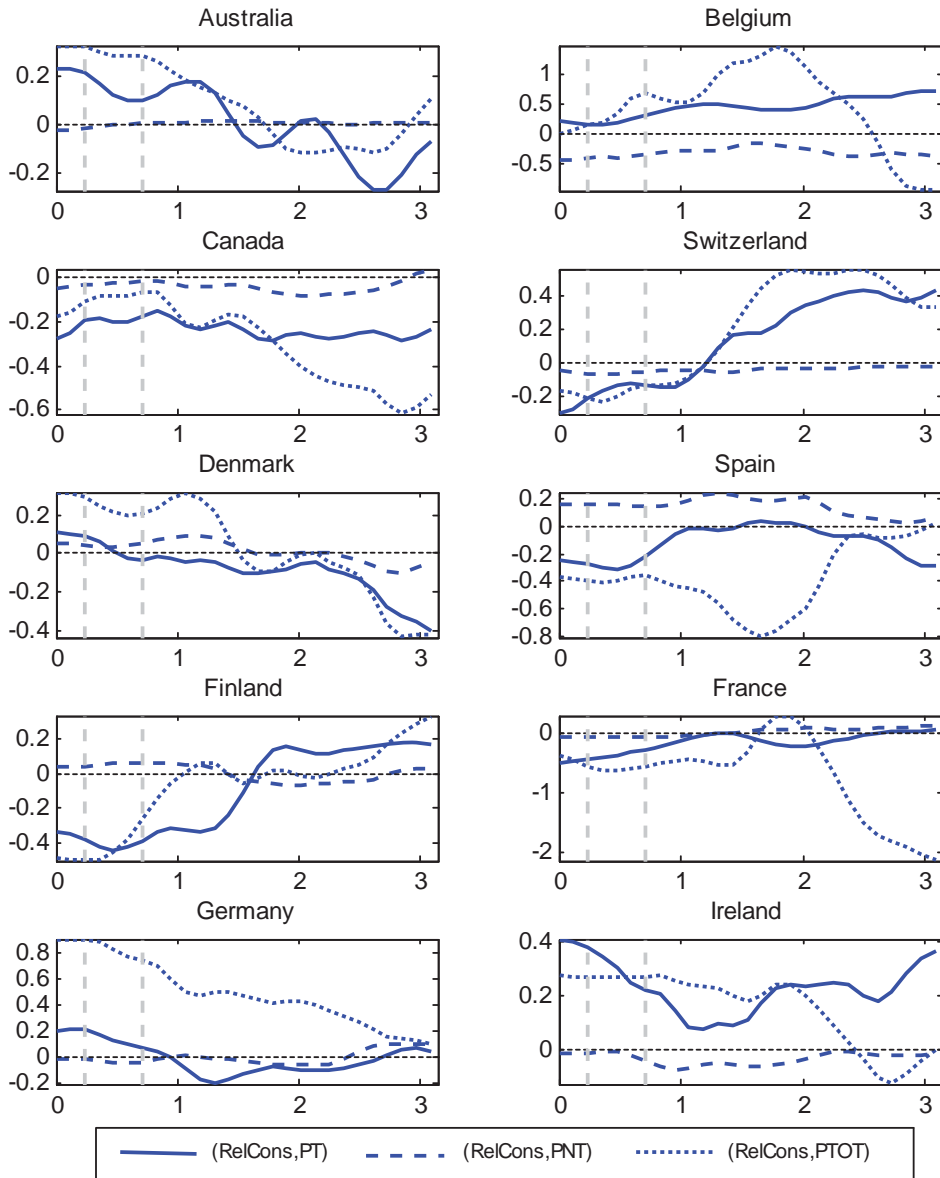 Australia
0.2
0
-0.2
0 1 2 3
Belgium
1
0.5
0
-0.5
0 1 2 3
Canada
0
-0.2
-0.4
-0.6
0 1 2 3
Switzerland
0.4
0.2
0
-0.2
0 1 2 3
Denmark
0.2
0
-0.2
-0.4
0 1 2 3
Spain
0.2
0
-0.2
-0.4
-0.6
-0.8
0 1 2 3
Finland
0.2
0
-0.2
-0.4
0 1 2 3
France
0
-1
-2
0 1 2 3
Germany
0.8
0.6
0.4
0.2
0
-0.2
0 1 2 3
Ireland
0.4
0.2
0
0 1 2 3
(RelCons,PT) (RelCons,PNT) (RelCons,PTOT)